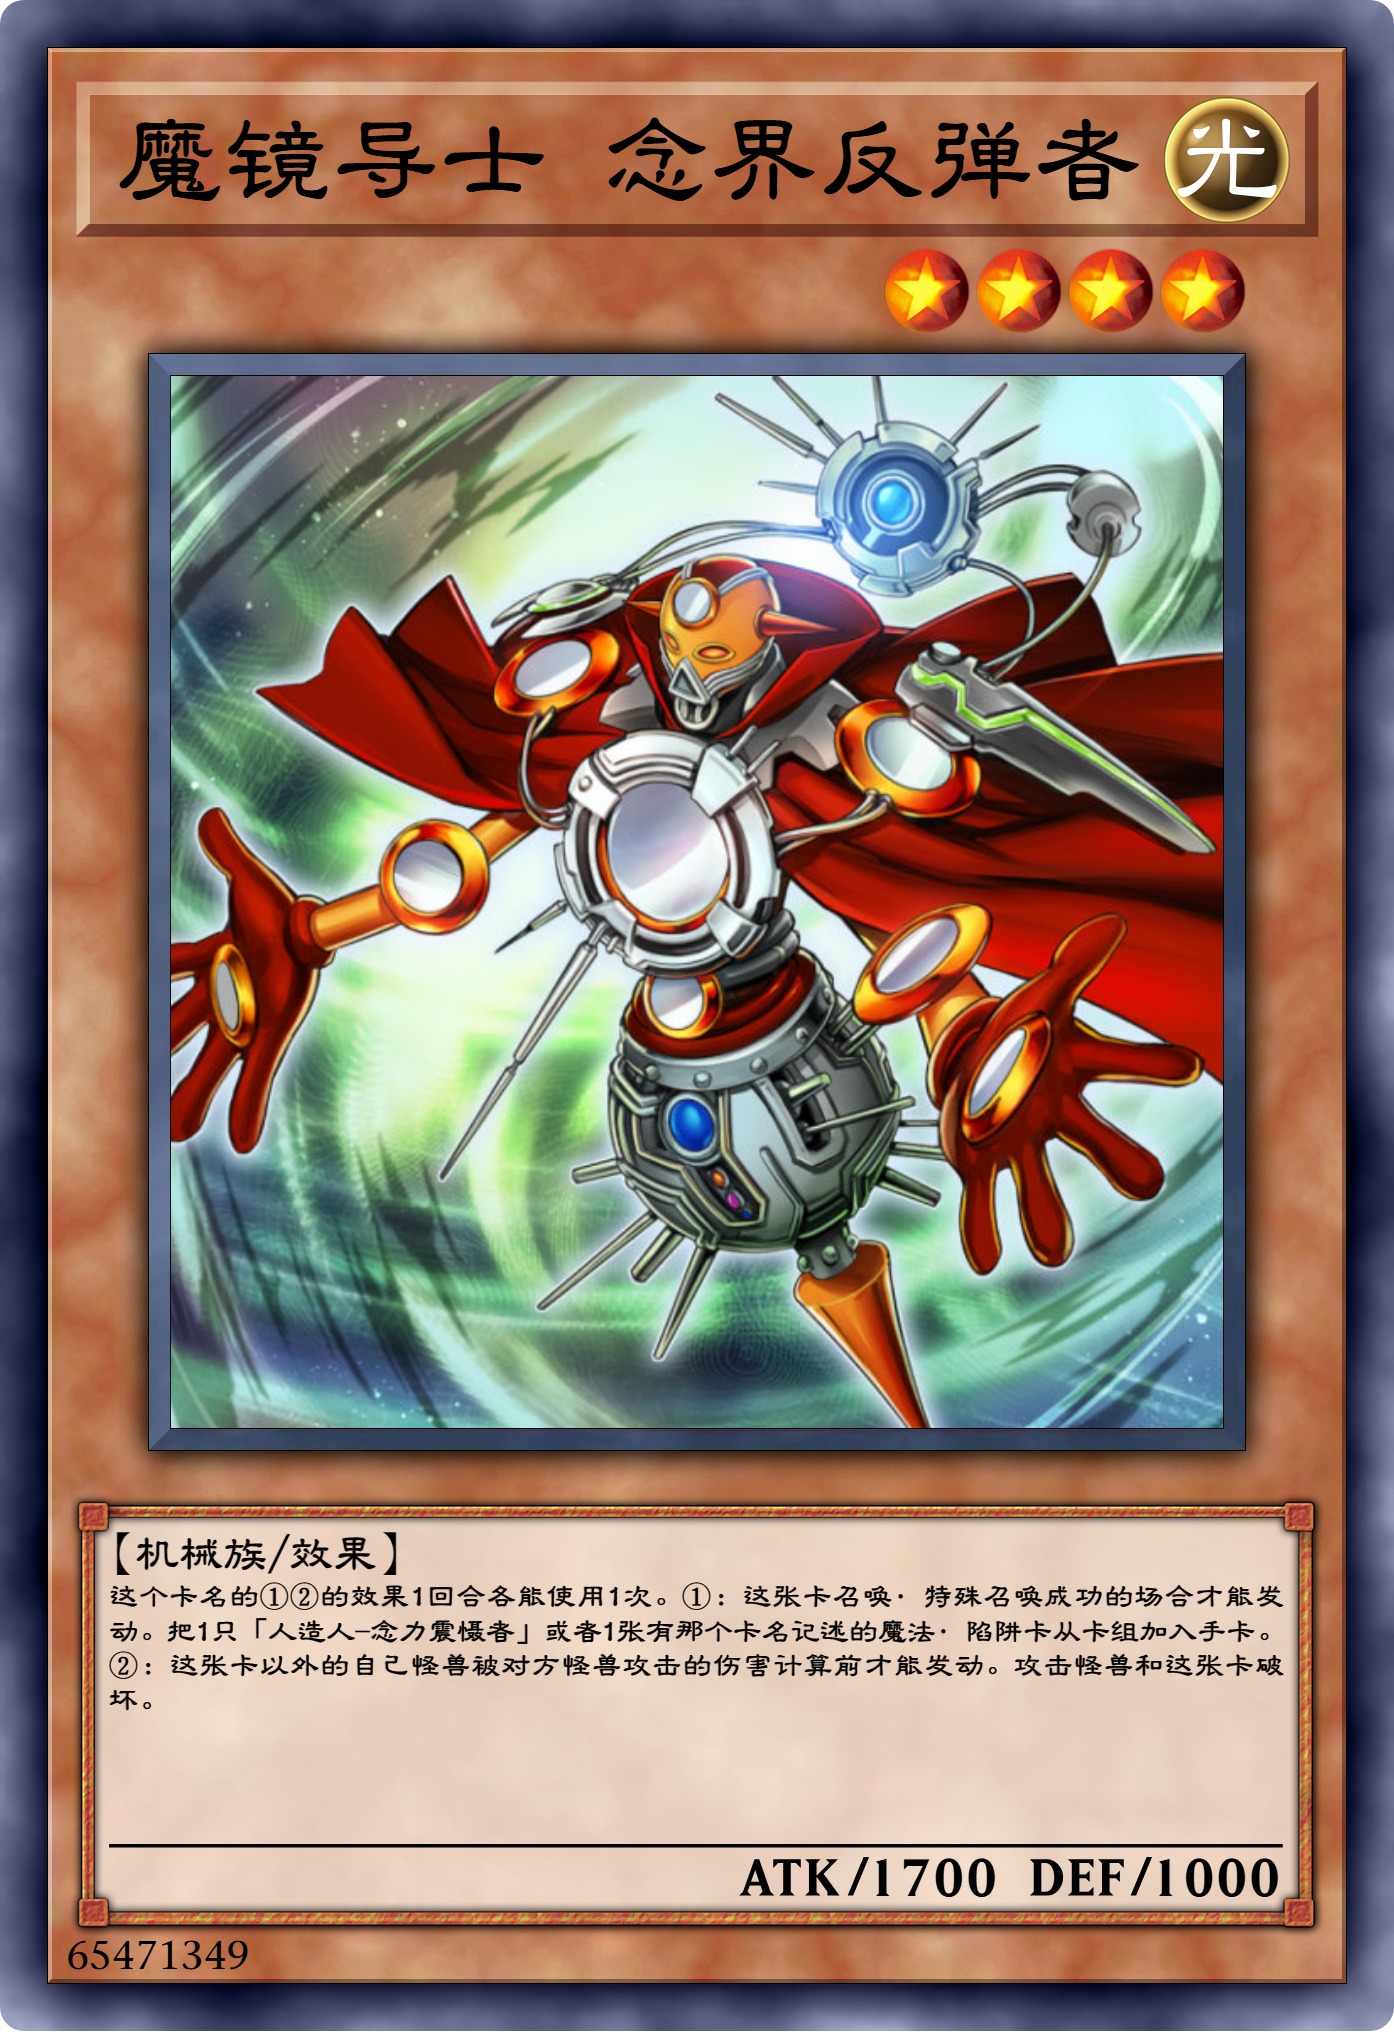 魔镜导士 念界反弹者 光
【机械族/效果】
这个卡名的①②的效果1回合各能使用1次。①：这张卡召唤·特殊召唤成功的场合才能发
动。把1只「人造人-念力震慑者」或者1张有那个卡名记述的魔法·陷阱卡从卡组加入手卡。
②：这张卡以外的自己怪兽被对方怪兽攻击的伤害计算前才能发动。攻击怪兽和这张卡破
坏。
ATK/1700 DEF/1000
65471349